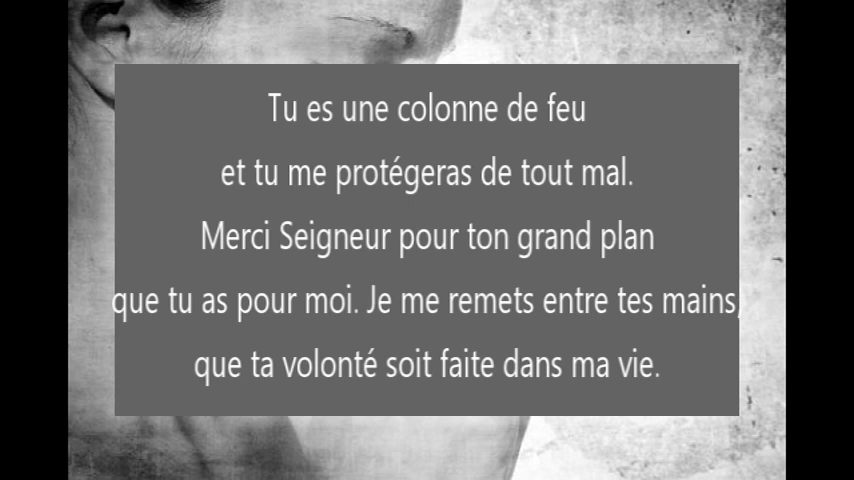 Tu es une colonne de feu
et tu me protégeras de tout mal.
Merci Seigneur pour ton grand plan
que tu as pour moi. Je me remets entre tes mains,
que ta volonté soit faite dans ma vie.